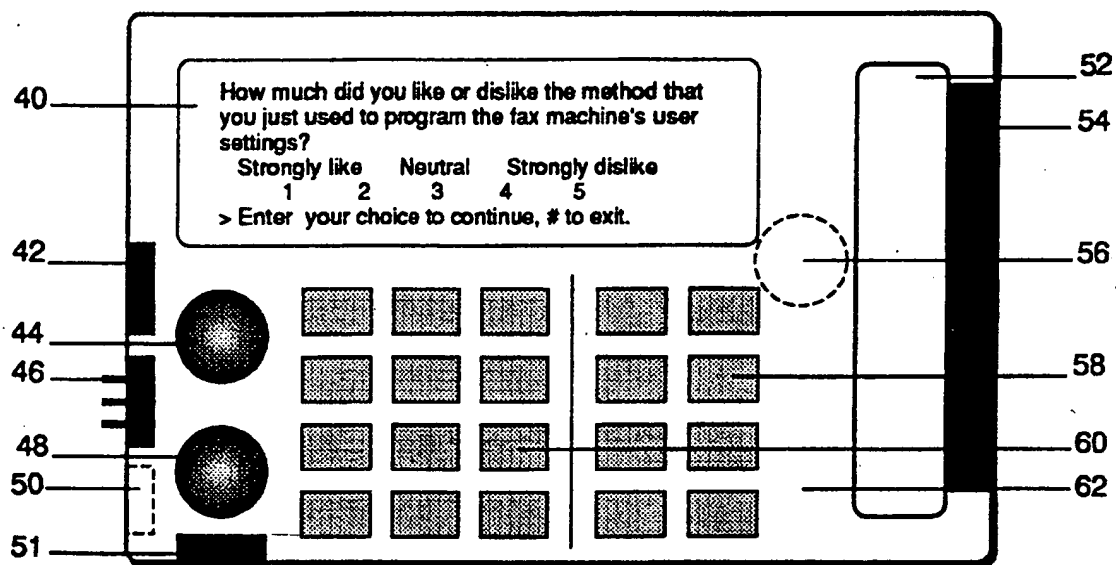 40
How much did you like or dislike the method that
you just used to program the fax machine's user
settings?
Strongly like Neutral Strongly dislike
1 2 3 4 5
> Enter your choice to continue, # to exit.
42
44
46
48
50
51
52
54
56
58
60
62